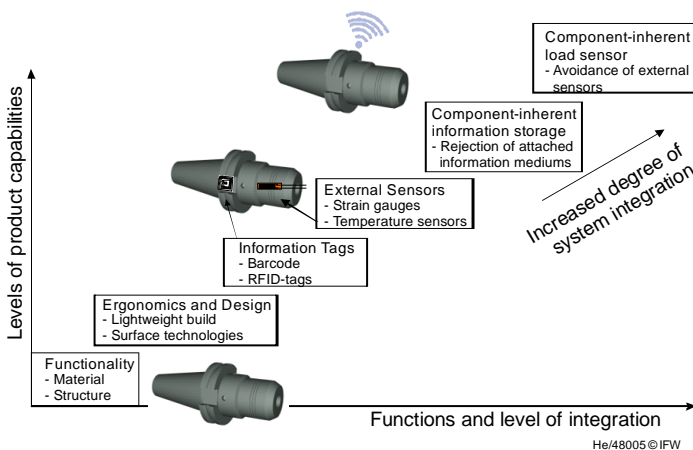 Component-inherent
load sensor
- Avoidance of external
sensors
Component-inherent
information storage
- Rejection of attached
information mediums
Increased degree of
system integration
External Sensors
- Strain gauges
- Temperature sensors
Information Tags
- Barcode
- RFID-tags
Ergonomics and Design
- Lightweight build
- Surface technologies
Functionality
- Material
- Structure
Levels of product capabilities
Functions and level of integration
He/48005 © IFW